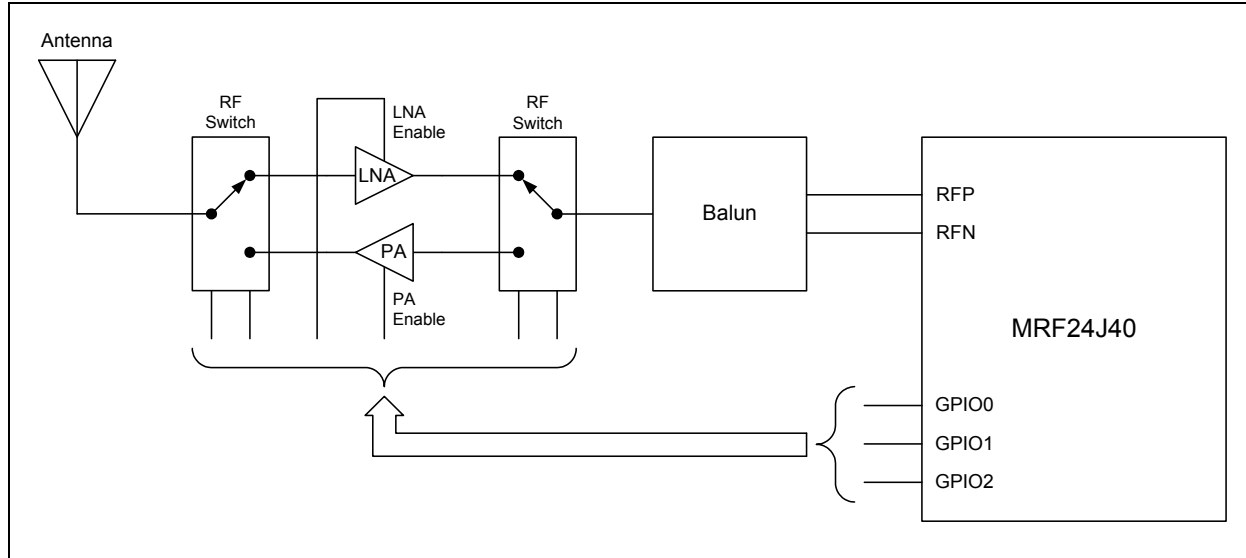 Antenna
RF
Switch
LNA
Enable
RF
Switch
LNA
PA
PA
Enable
Balun
RFP
RFN
MRF24J40
GPIO0
GPIO1
GPIO2